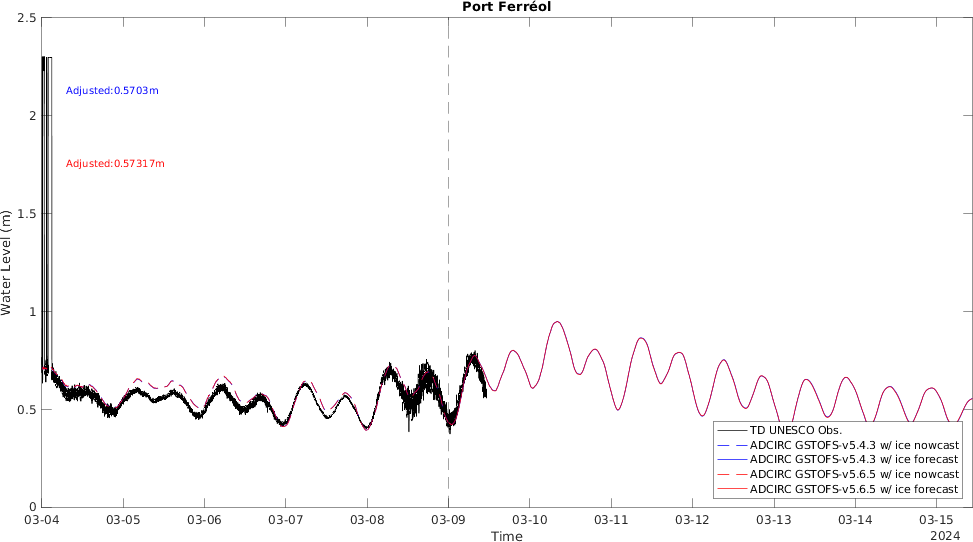 Port Ferréol
2.5
2
1.5
1
0.5
0
Water Level (m)
Adjusted:0.5703m
Adjusted:0.57317m
TD UNESCO Obs.
ADCIRC GSTOFS-v5.4.3 w/ ice nowcast
ADCIRC GSTOFS-v5.4.3 w/ ice forecast
ADCIRC GSTOFS-v5.6.5 w/ ice nowcast
ADCIRC GSTOFS-v5.6.5 w/ ice forecast
03-04 03-05 03-06 03-07 03-08 03-09 03-10 03-11 03-12 03-13 03-14 03-15
Time
2024